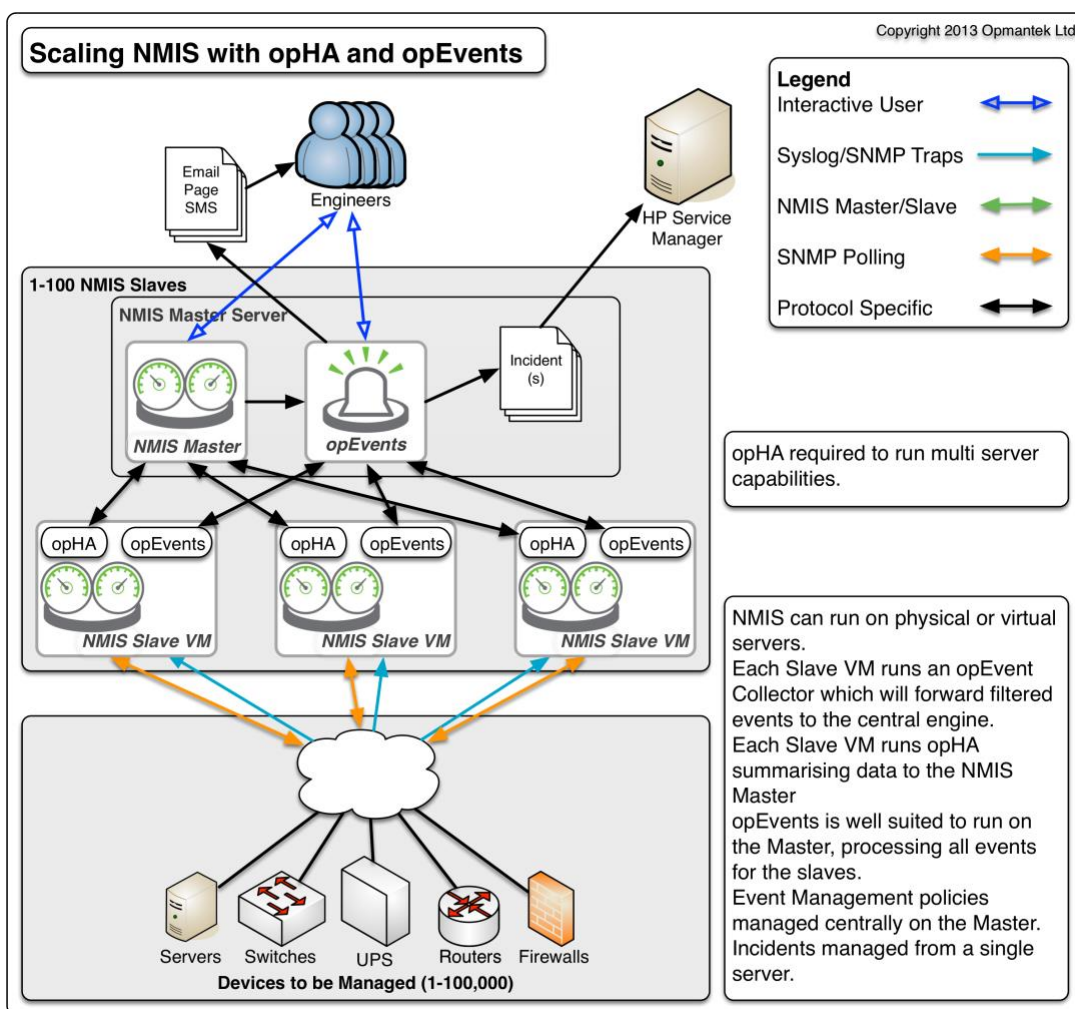 Copyright 2013 Opmantek Ltd
Scaling NMIS with opHA and opEvents
Legend
Interactive User
Syslog/SNMP Traps
NMIS Master/Slave
SNMP Polling
Protocol Specific
Email
Page
SMS
Engineers
HP Service
Manager
1-100 NMIS Slaves
NMIS Master Server
NMIS Master
opEvents
Incident
(s)
opHA required to run multi server
capabilities.
opHA
opEvents
NMIS Slave VM
opHA
opEvents
NMIS Slave VM
opHA
opEvents
NMIS Slave VM
NMIS can run on physical or virtual
servers.
Each Slave VM runs an opEvent
Collector which will forward filtered
events to the central engine.
Each Slave VM runs opHA
summarising data to the NMIS
Master
opEvents is well suited to run on
the Master, processing all events
for the slaves.
Event Management policies
managed centrally on the Master.
Incidents managed from a single
server.
Servers
Switches
UPS
Routers
Firewalls
Devices to be Managed (1-100,000)